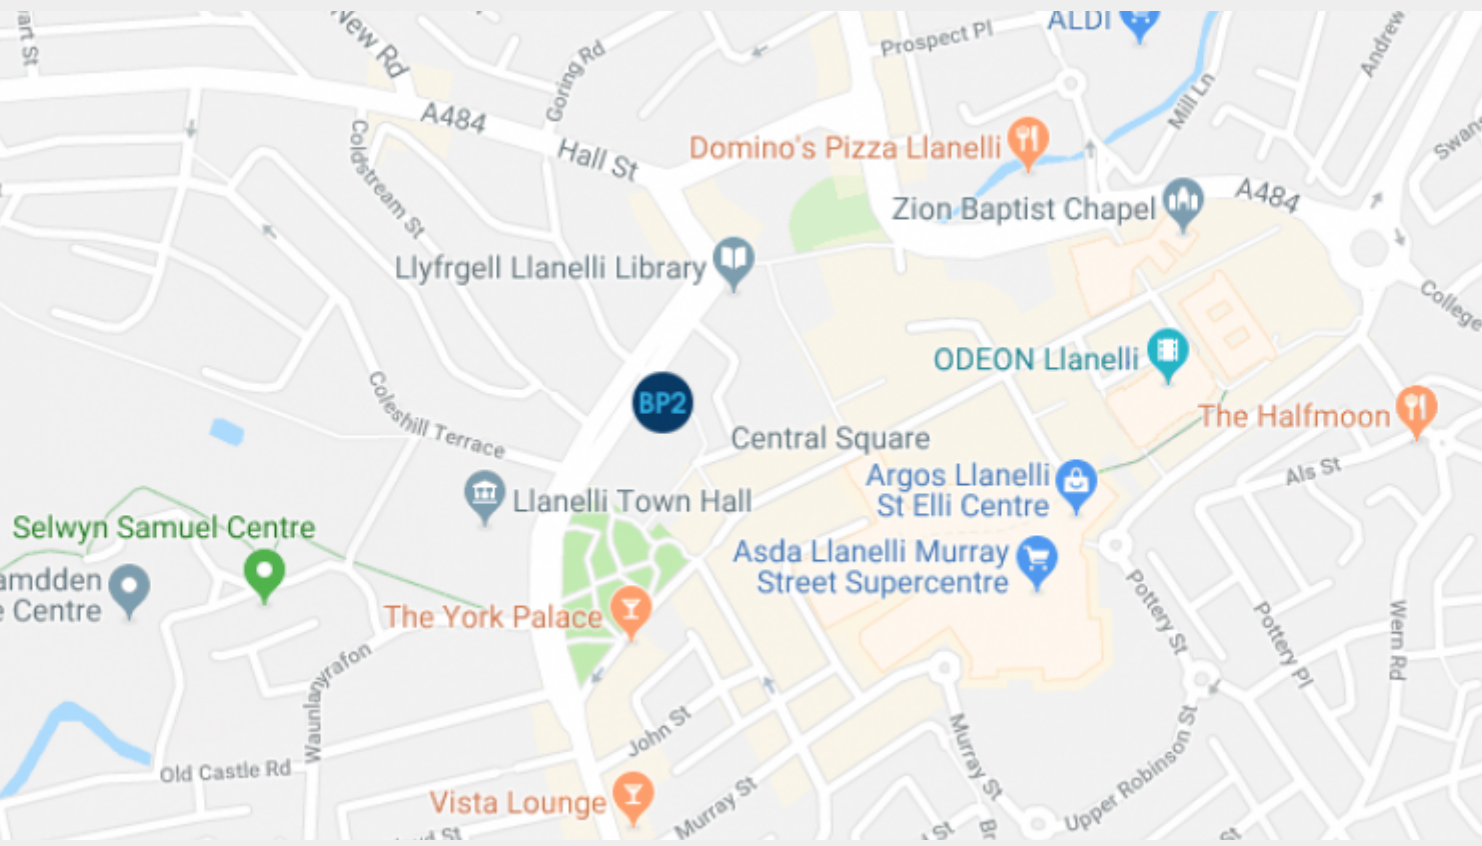 New Rd
ALDI
Prospect Pl
Goring Rd
A484
Mill Ln
Hall St
Coldstream St
Domino's Pizza Llanelli
Zion Baptist Chapel
A484
Llyfrgell Llanelli Library
College
ODEON Llanelli
BP2
Coleshill Terrace
The Halfmoon
Central Square
Argos Llanelli
St Elli Centre
Als St
Llanelli Town Hall
Selwyn Samuel Centre
Asda Llanelli Murray
Street Supercentre
Centre
The York Palace
Pottery St
Pottery Pl
Wern Rd
Waunlanyrafon
John St
Murray St
Old Castle Rd
Upper Robinson St
Vista Lounge
Murray St
St
St